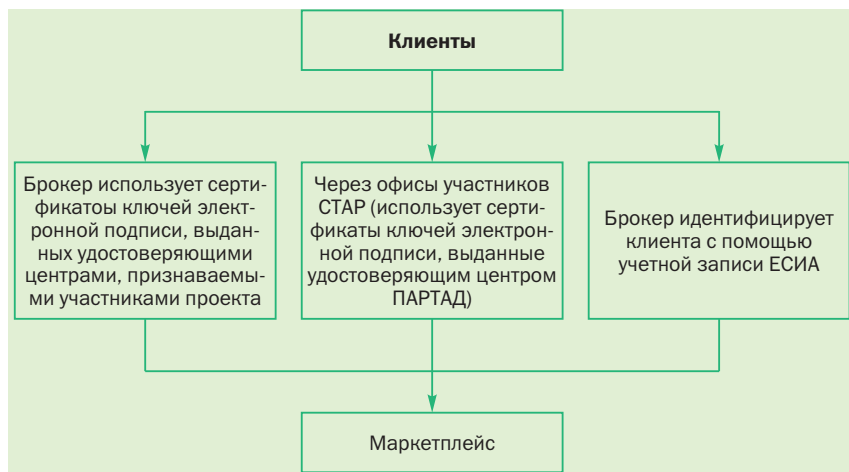 Клиенты
Брокер использует серти-
фикатоы ключей элект-
ронной подписи, выдан-
ных удостоверяющими
центрами, признаваемы-
ми участниками проекта
Через офисы участников
СТАР (использует серти-
фикаты ключей электрон-
ной подписи, выданные
удостоверяющим центром
ПАРТАД)
Брокер идентифицирует
клиента с помощью
учетной записи ЕСИА
Маркетплейс